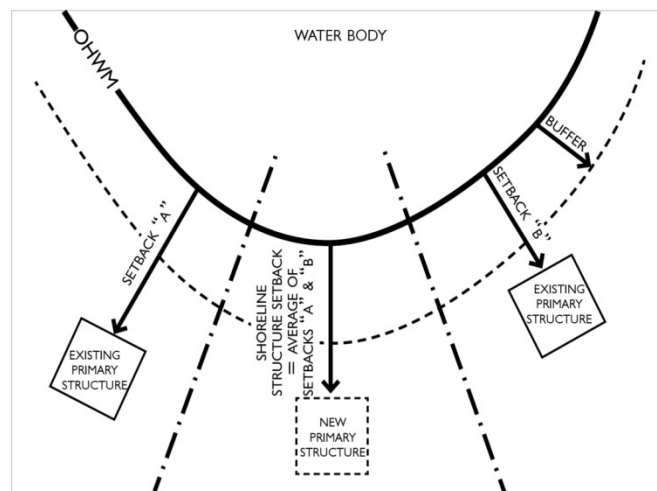 WATER BODY
OHWM
BUFFER
SETBACK "A"
SETBACK "B"
SHORELINE
STRUCTURE SETBACK
= AVERAGE OF
SETBACKS "A" & "B"
EXISTING
PRIMARY
STRUCTURE
EXISTING
PRIMARY
STRUCTURE
NEW
PRIMARY
STRUCTURE